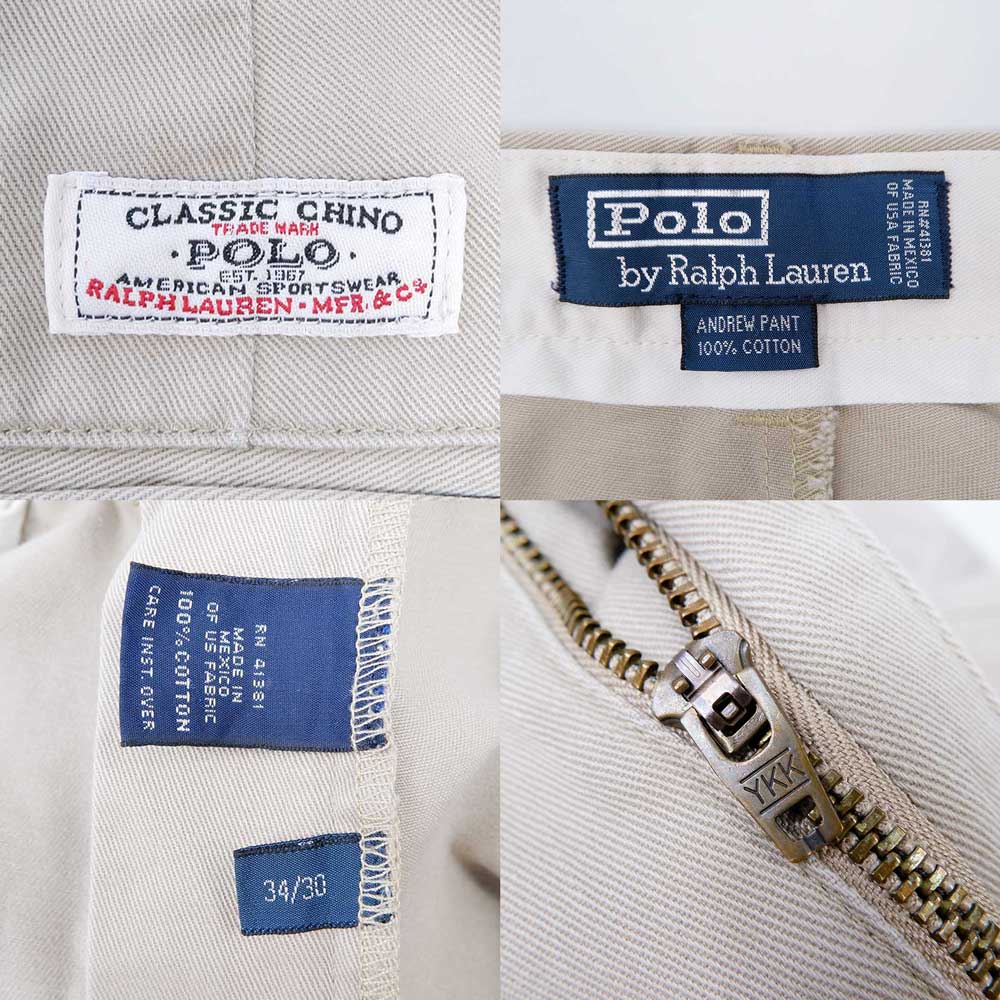 CLASSIC CHINO
TRADE MARK
· POLO ·
EST. 1967
AMERICAN SPORTSWEAR
RALPH LAUREN - MFR. & Co.
Polo
by Ralph Lauren
RN#41381
MADE IN MEXICO
OF USA FABRIC
ANDREW PANT
100% COTTON
RN 41381
MADE IN
MEXICO
OF US FABRIC
100% COTTON
CARE INST. OVER
34/30
YKK